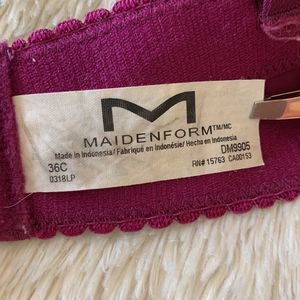 M
MAIDENFORM™/MC
Made in Indonesia/ Fabriqué en Indonésie/ Hecho en Indonesia
36C DM9905
0318LP RN# 15763 CA00153